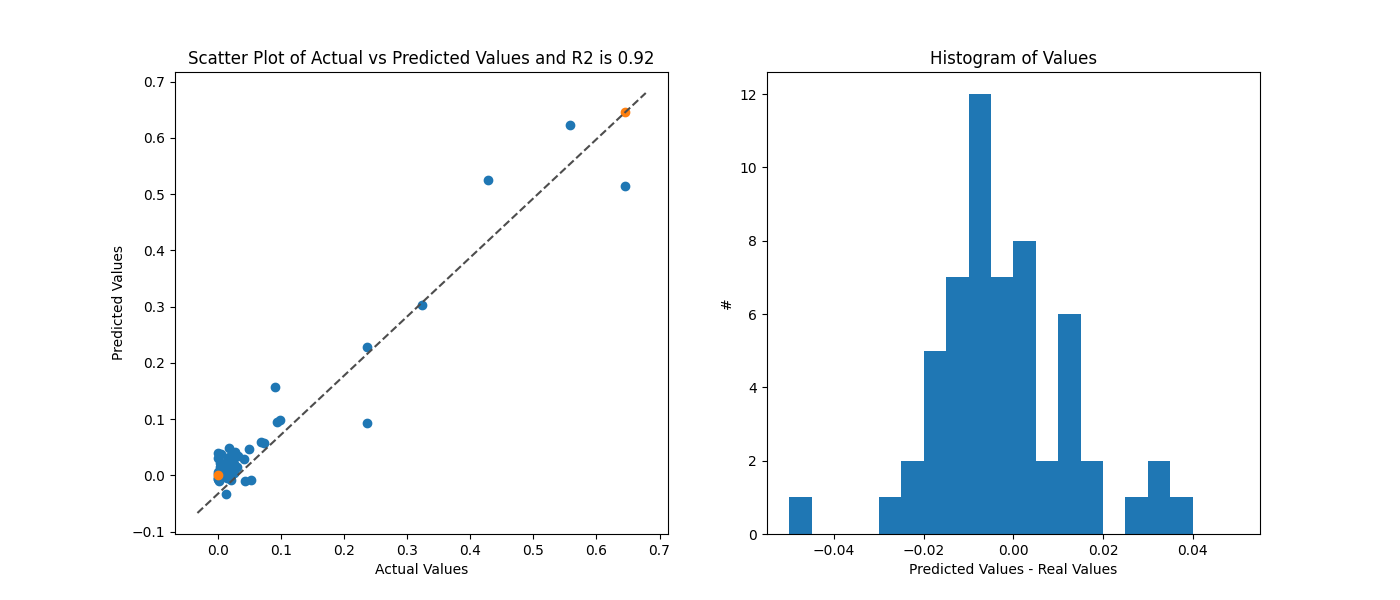 Scatter Plot of Actual vs Predicted Values and R2 is 0.92
0.7
0.6
0.5
0.4
0.3
0.2
0.1
0.0
−0.1
Predicted Values
0.0 0.1 0.2 0.3 0.4 0.5 0.6 0.7
Actual Values
Histogram of Values
12
10
8
6
4
2
0
#
−0.04 −0.02 0.00 0.02 0.04
Predicted Values - Real Values